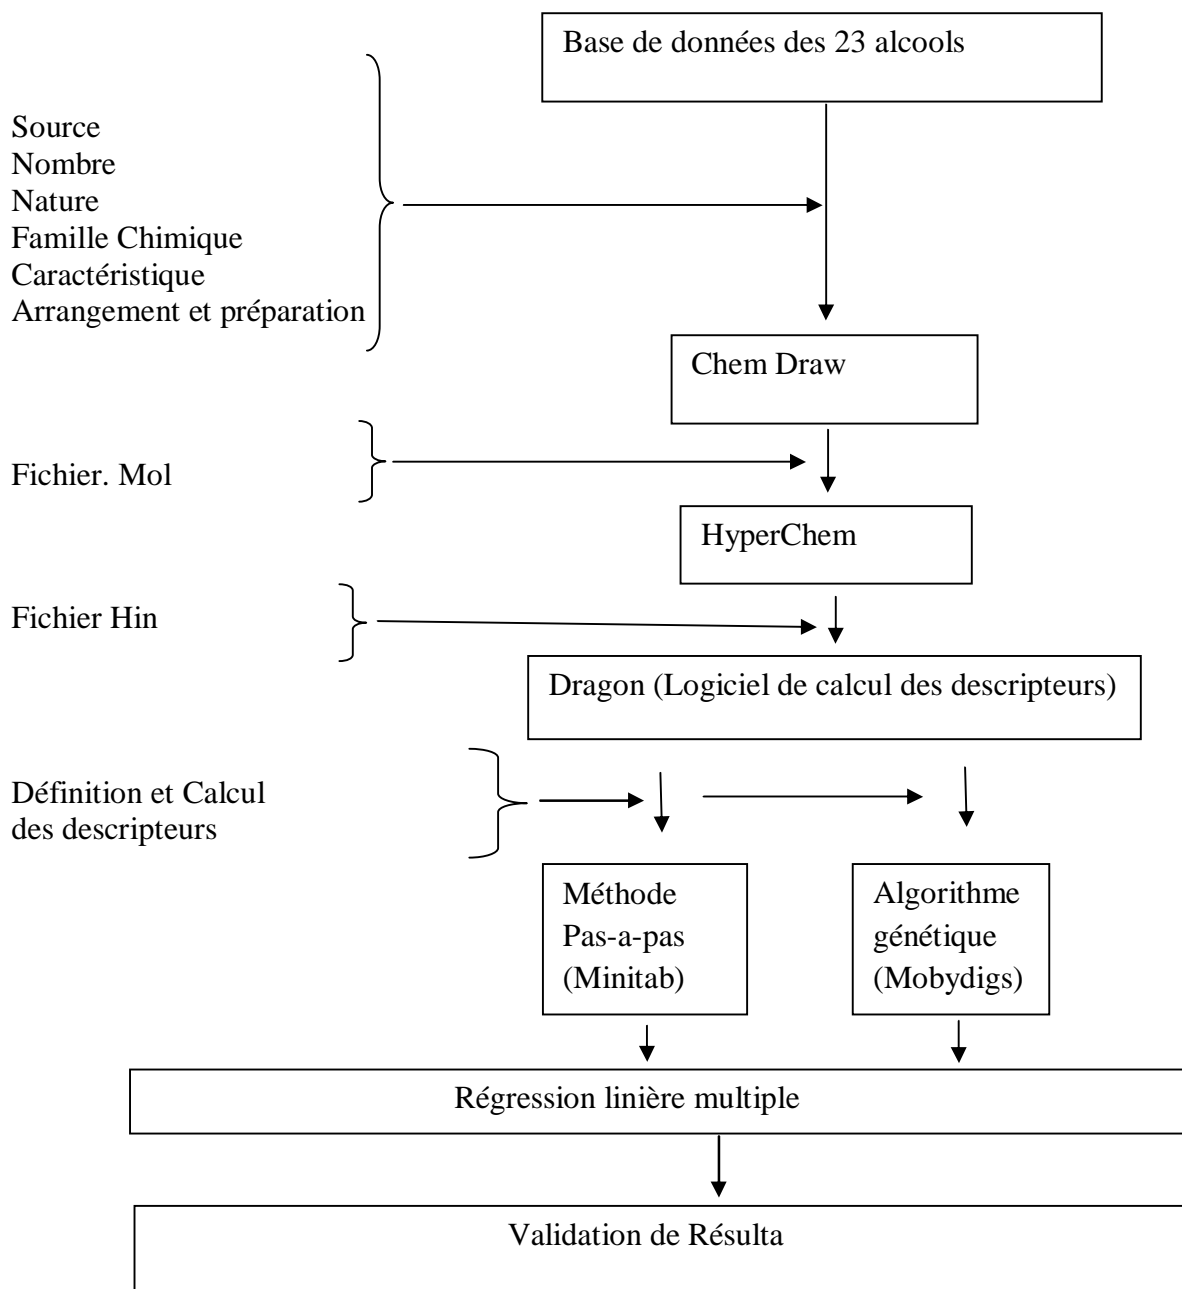 Base de données des 23 alcools
Source
Nombre
Nature
Famille Chimique
Caractéristique
Arrangement et préparation
Chem Draw
Fichier. Mol
HyperChem
Fichier Hin
Dragon (Logiciel de calcul des descripteurs)
Définition et Calcul
des descripteurs
Méthode
Pas-a-pas
(Minitab)
Algorithme
génétique
(Mobydigs)
Régression linière multiple
Validation de Résulta